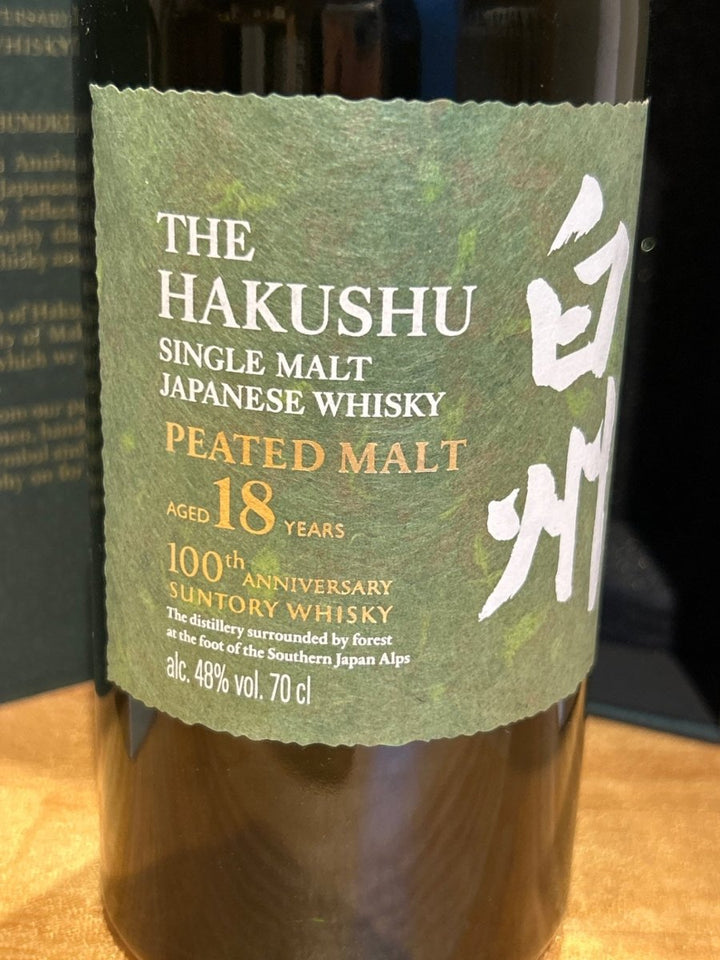 THE
HAKUSHU
SINGLE MALT
JAPANESE WHISKY
PEATED MALT
AGED 18 YEARS
100th ANNIVERSARY
SUNTORY WHISKY
The distillery surrounded by forest
at the foot of the Southern Japan Alps
alc. 48% vol. 70 cl
白州
WHISKY